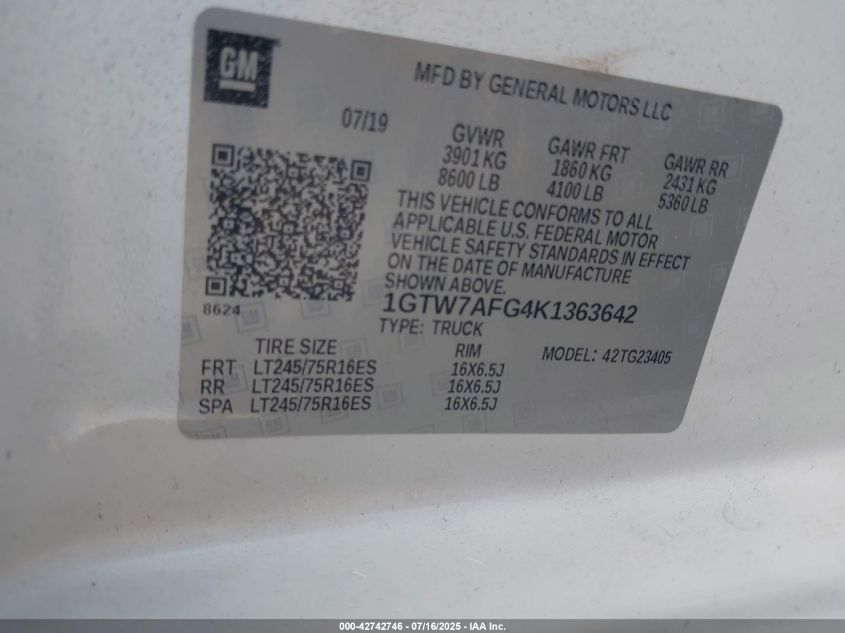 GM
MFD BY GENERAL MOTORS LLC
07/19
GVWR GAWR FRT GAWR RR
3901 KG 1860 KG 2431 KG
8600 LB 4100 LB 5360 LB
THIS VEHICLE CONFORMS TO ALL
APPLICABLE U.S. FEDERAL MOTOR
VEHICLE SAFETY STANDARDS IN EFFECT
ON THE DATE OF MANUFACTURE
SHOWN ABOVE.
8624
1GTW7AFG4K1363642
TYPE: TRUCK
TIRE SIZE RIM MODEL: 42TG23405
FRT LT245/75R16ES 16X6.5J
RR LT245/75R16ES 16X6.5J
SPA LT245/75R16ES 16X6.5J
000-42742746 - 07/16/2025 - IAA Inc.